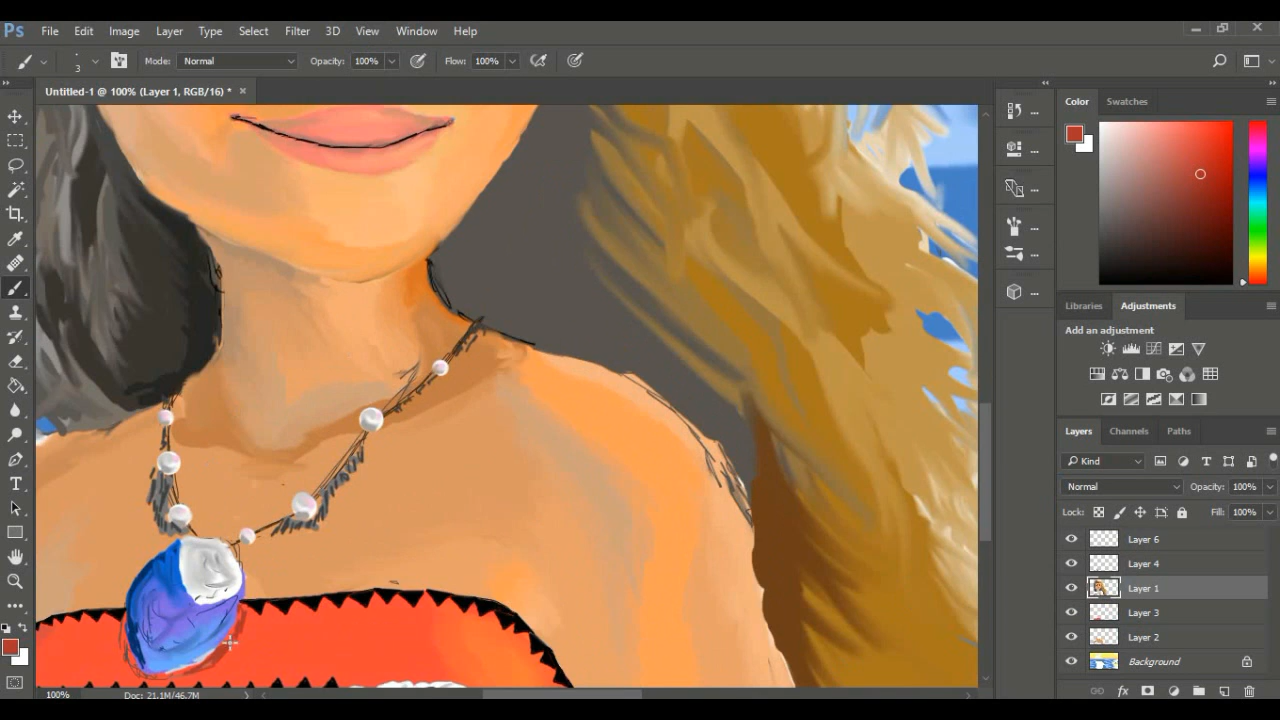 Ps File Edit Image Layer Type Select Filter 3D View Window Help
3 Mode: Normal Opacity: 100% Flow: 100%
Untitled-1 @ 100% (Layer 1, RGB/16) * ×
Color Swatches
Libraries Adjustments
Add an adjustment
Layers Channels Paths
Kind
Normal Opacity: 100%
Lock: Fill: 100%
Layer 6
Layer 4
Layer 1
Layer 3
Layer 2
Background
100% Doc: 21.1M/46.7M